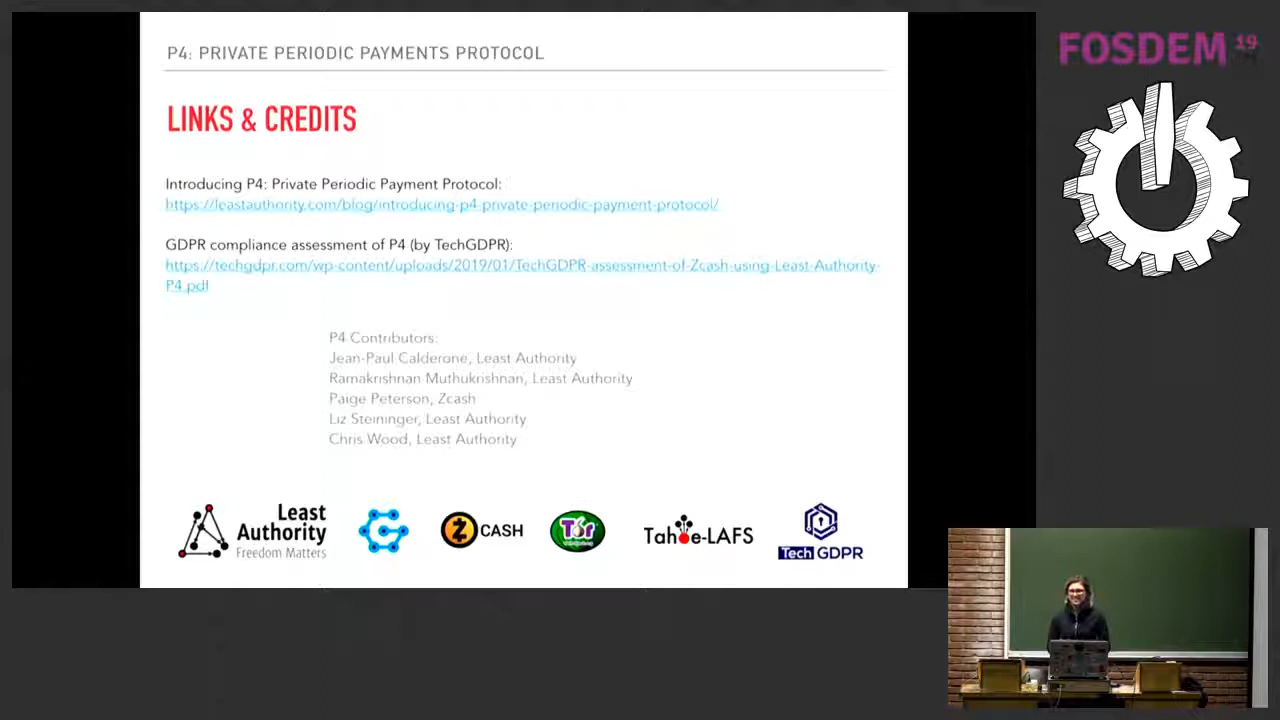 P4: PRIVATE PERIODIC PAYMENTS PROTOCOL
FOSDEM 19
LINKS & CREDITS
Introducing P4: Private Periodic Payment Protocol:
https://leastauthority.com/blog/introducing-p4-private-periodic-payment-protocol/
GDPR compliance assessment of P4 (by TechGDPR):
https://techgdpr.com/wp-content/uploads/2019/01/TechGDPR-assessment-of-Zcash-using-Least-Authority-
P4.pdf
P4 Contributors:
Jean-Paul Calderone, Least Authority
Ramakrishnan Muthukrishnan, Least Authority
Paige Peterson, Zcash
Liz Steininger, Least Authority
Chris Wood, Least Authority
Least
Authority
Freedom Matters
CASH
Tor
Tahoe-LAFS
Tech GDPR